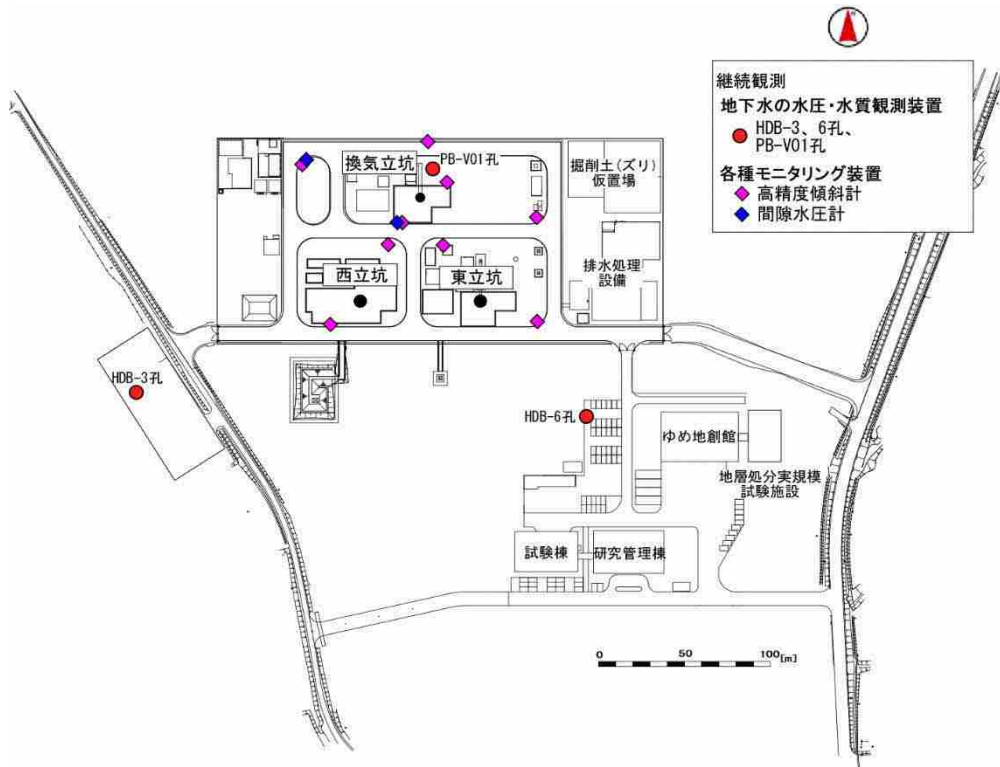 継続観測
地下水の水圧・水質観測装置
HDB-3、6孔、
PB-V01孔
各種モニタリング装置
高精度傾斜計
間隙水圧計
換気立坑
PB-V01孔
掘削土(ズリ)
仮置場
西立坑
東立坑
排水処理
設備
HDB-3孔
HDB-6孔
ゆめ地創館
地層処分実規模
試験施設
試験棟
研究管理棟
0 50 100[m]